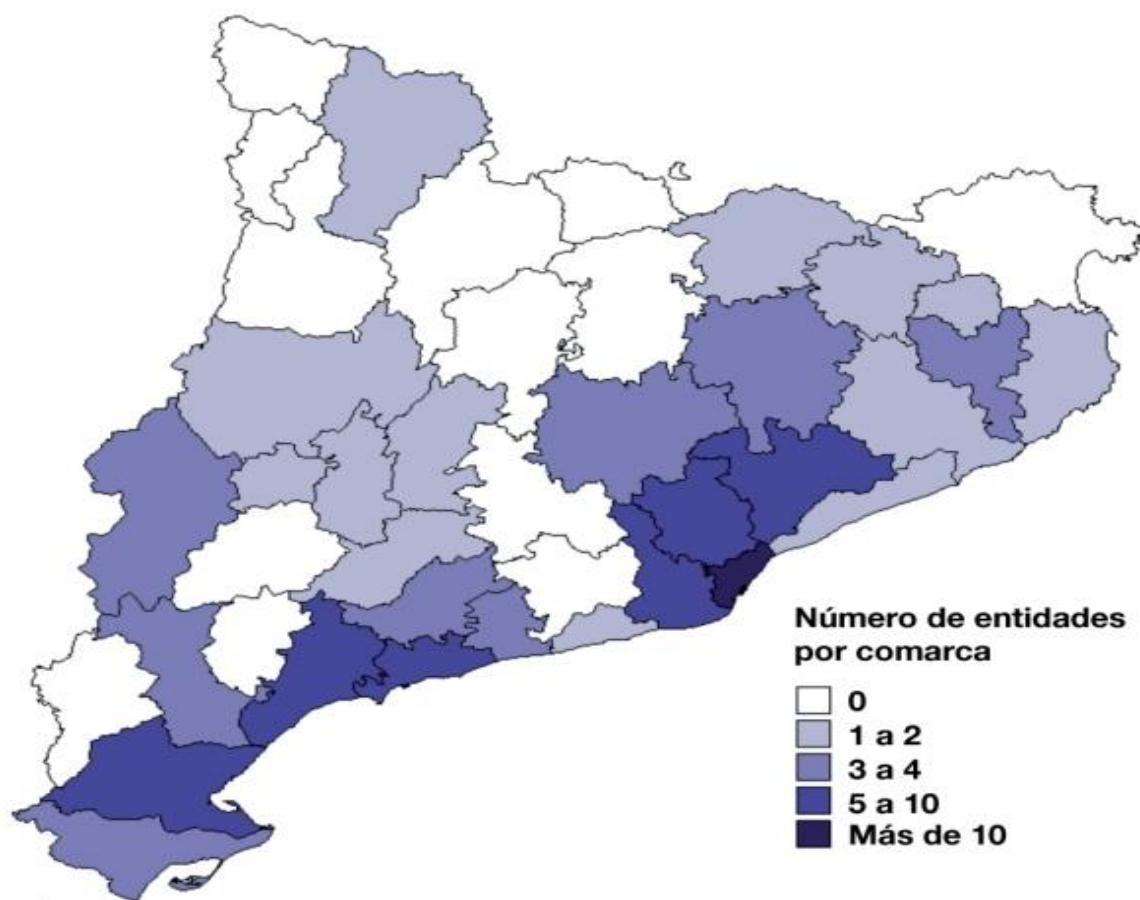 Número de entidades
por comarca
0
1 a 2
3 a 4
5 a 10
Más de 10